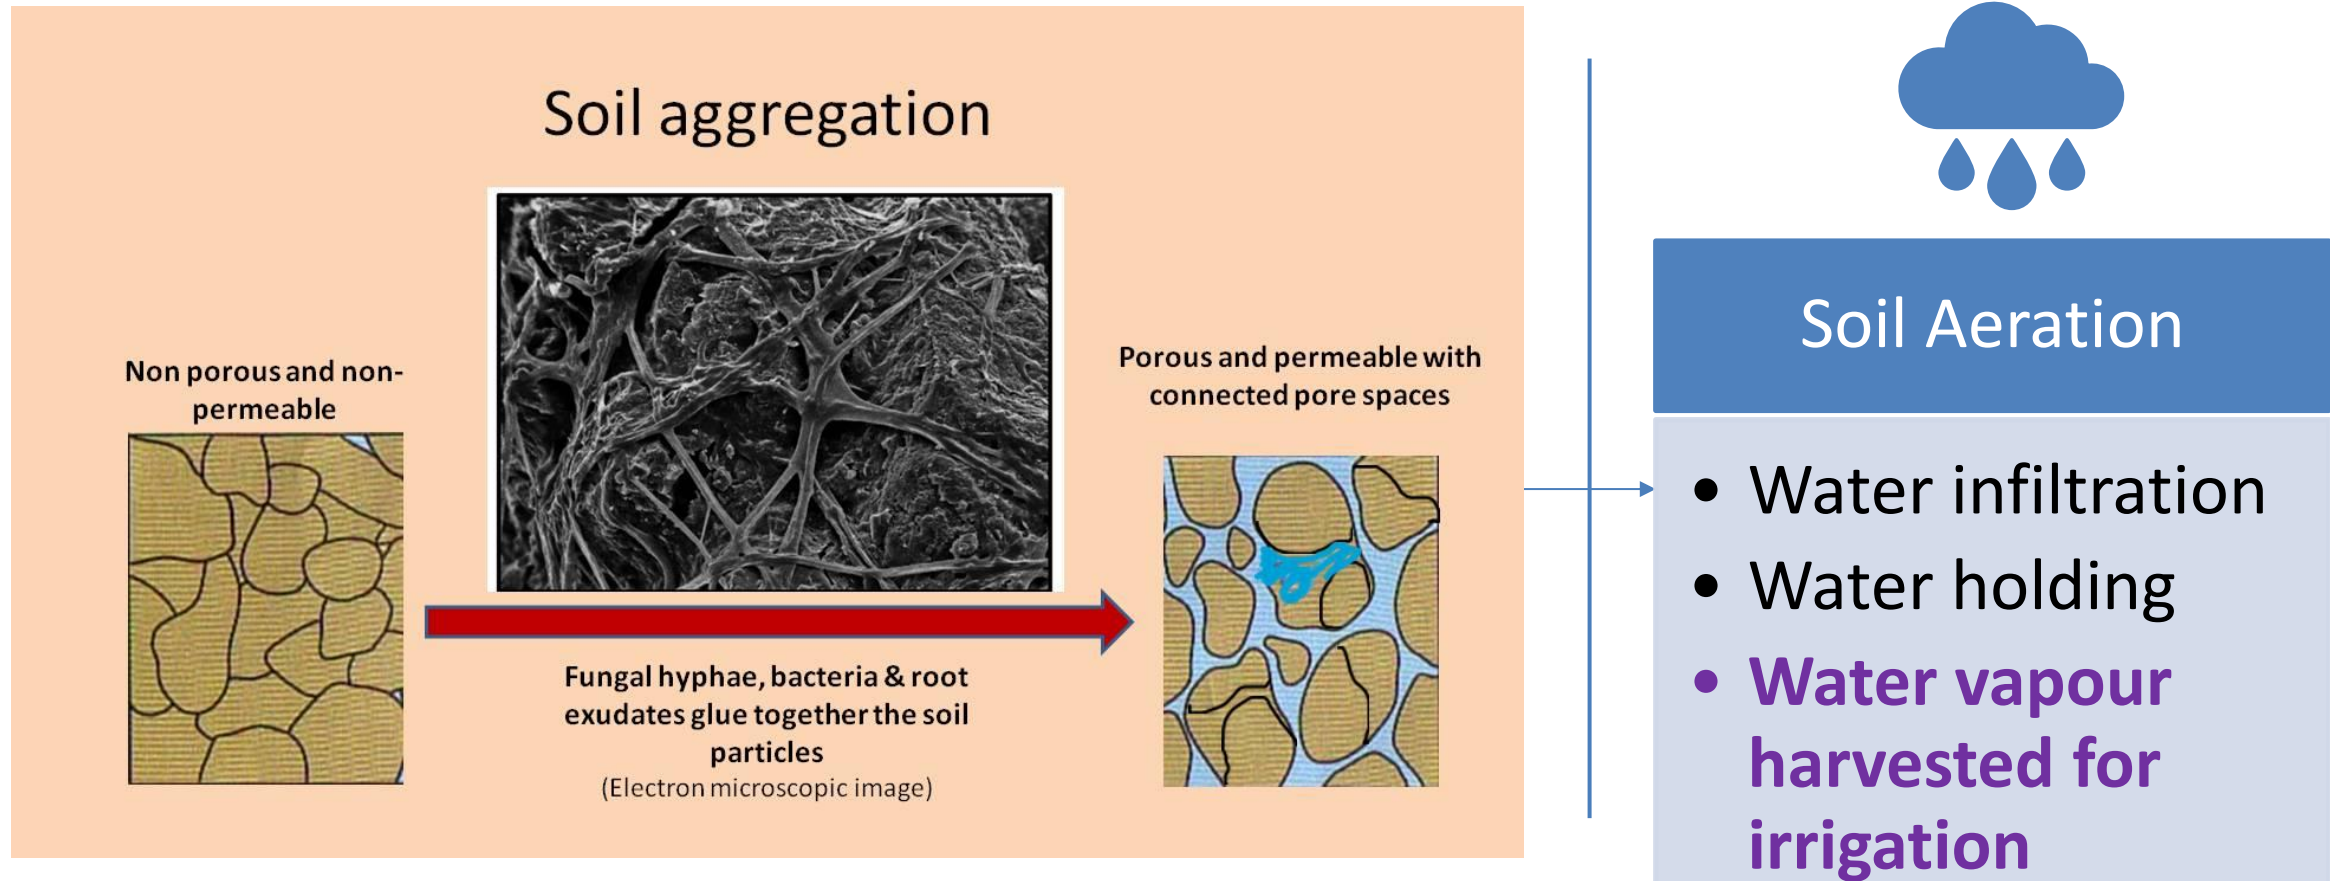 Soil aggregation
Non porous and non-
permeable
Porous and permeable with
connected pore spaces
Fungal hyphae, bacteria & root
exudates glue together the soil
particles
(Electron microscopic image)
Soil Aeration
• Water infiltration
• Water holding
• Water vapour
harvested for
irrigation